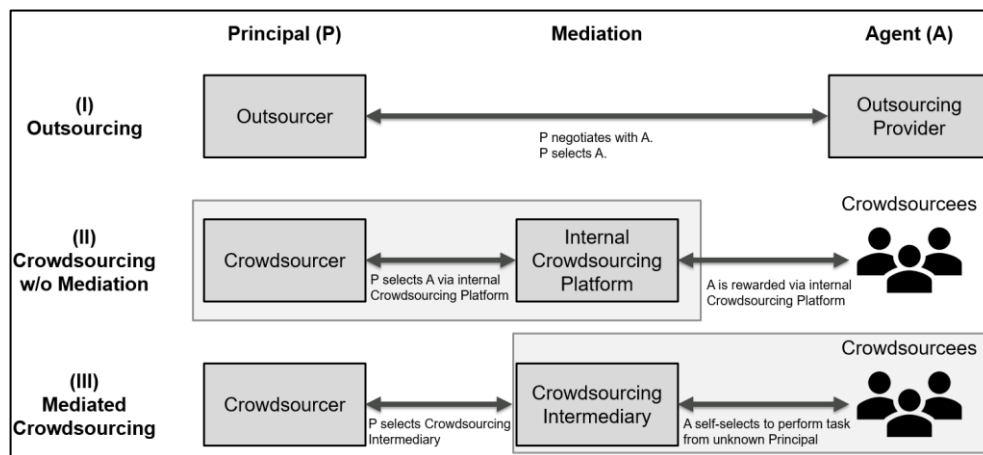 Principal (P) Mediation Agent (A)
(I)
Outsourcing
Outsourcer
P negotiates with A.
P selects A.
Outsourcing
Provider
(II)
Crowdsourcing
w/o Mediation
Crowdsourcer
P selects A via internal
Crowdsourcing Platform
Internal
Crowdsourcing
Platform
A is rewarded via internal
Crowdsourcing Platform
Crowdsourcees
(III)
Mediated
Crowdsourcing
Crowdsourcer
P selects Crowdsourcing
Intermediary
Crowdsourcing
Intermediary
A self-selects to perform task
from unknown Principal
Crowdsourcees